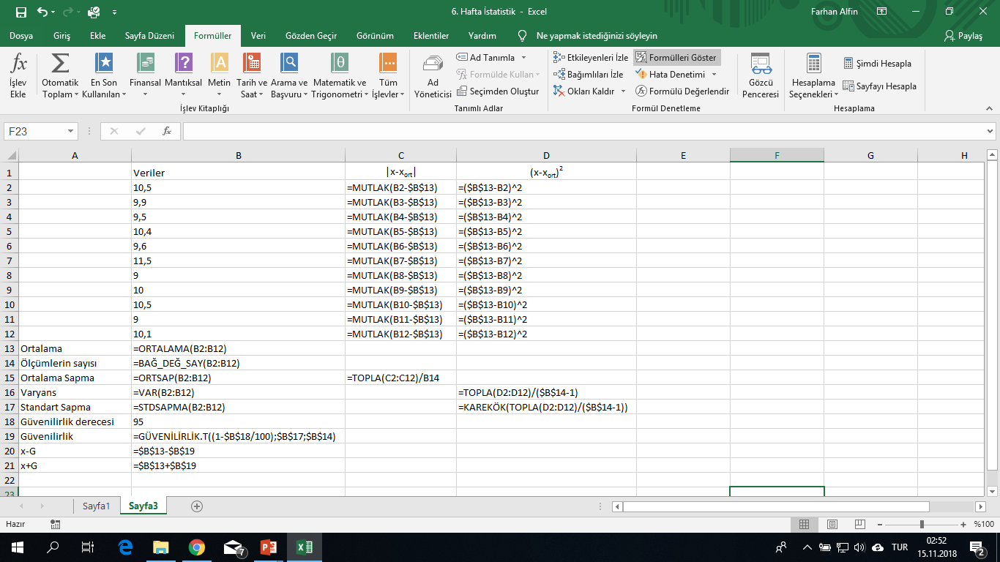 6. Hafta İstatistik - Excel
Farhan Alfin
Dosya Giriş Ekle Sayfa Düzeni Formüller Veri Gözden Geçir Görünüm Eklentiler Yardım Ne yapmak istediğinizi söyleyin Paylaş
fx İşlev Ekle
Σ Otomatik Toplam
En Son Kullanılan
Finansal
Mantıksal
Metin
Tarih ve Saat
Arama ve Başvuru
Matematik ve Trigonometri
Tüm İşlevler
İşlev Kitaplığı
Ad Yöneticisi
Ad Tanımla
Formülde Kullan
Seçimden Oluştur
Tanımlı Adlar
Etkileyenleri İzle
Bağımlıları İzle
Okları Kaldır
Formülleri Göster
Hata Denetimi
Formülü Değerlendir
Formül Denetleme
Gözcü Penceresi
Hesaplama Seçenekleri
Şimdi Hesapla
Sayfayı Hesapla
Hesaplama
F23 fx
A B C D E F G H
1 Veriler |x-xort| (x-xort)²
2 10,5 =MUTLAK(B2-$B$13) =($B$13-B2)^2
3 9,9 =MUTLAK(B3-$B$13) =($B$13-B3)^2
4 9,5 =MUTLAK(B4-$B$13) =($B$13-B4)^2
5 10,4 =MUTLAK(B5-$B$13) =($B$13-B5)^2
6 9,6 =MUTLAK(B6-$B$13) =($B$13-B6)^2
7 11,5 =MUTLAK(B7-$B$13) =($B$13-B7)^2
8 9 =MUTLAK(B8-$B$13) =($B$13-B8)^2
9 10 =MUTLAK(B9-$B$13) =($B$13-B9)^2
10 10,5 =MUTLAK(B10-$B$13) =($B$13-B10)^2
11 9 =MUTLAK(B11-$B$13) =($B$13-B11)^2
12 10,1 =MUTLAK(B12-$B$13) =($B$13-B12)^2
13 Ortalama =ORTALAMA(B2:B12)
14 Ölçümlerin sayısı =BAĞ_DEĞ_SAY(B2:B12)
15 Ortalama Sapma =ORTSAP(B2:B12) =TOPLA(C2:C12)/B14
16 Varyans =VAR(B2:B12) =TOPLA(D2:D12)/($B$14-1)
17 Standart Sapma =STDSAPMA(B2:B12) =KAREKÖK(TOPLA(D2:D12)/($B$14-1))
18 Güvenilirlik derecesi 95
19 Güvenilirlik =GÜVENİLİRLİK.T((1-$B$18/100);$B$17;$B$14)
20 x-G =$B$13-$B$19
21 x+G =$B$13+$B$19
22
23
Sayfa1 Sayfa3
Hazır %100
7 TUR 02:52
15.11.2018 2